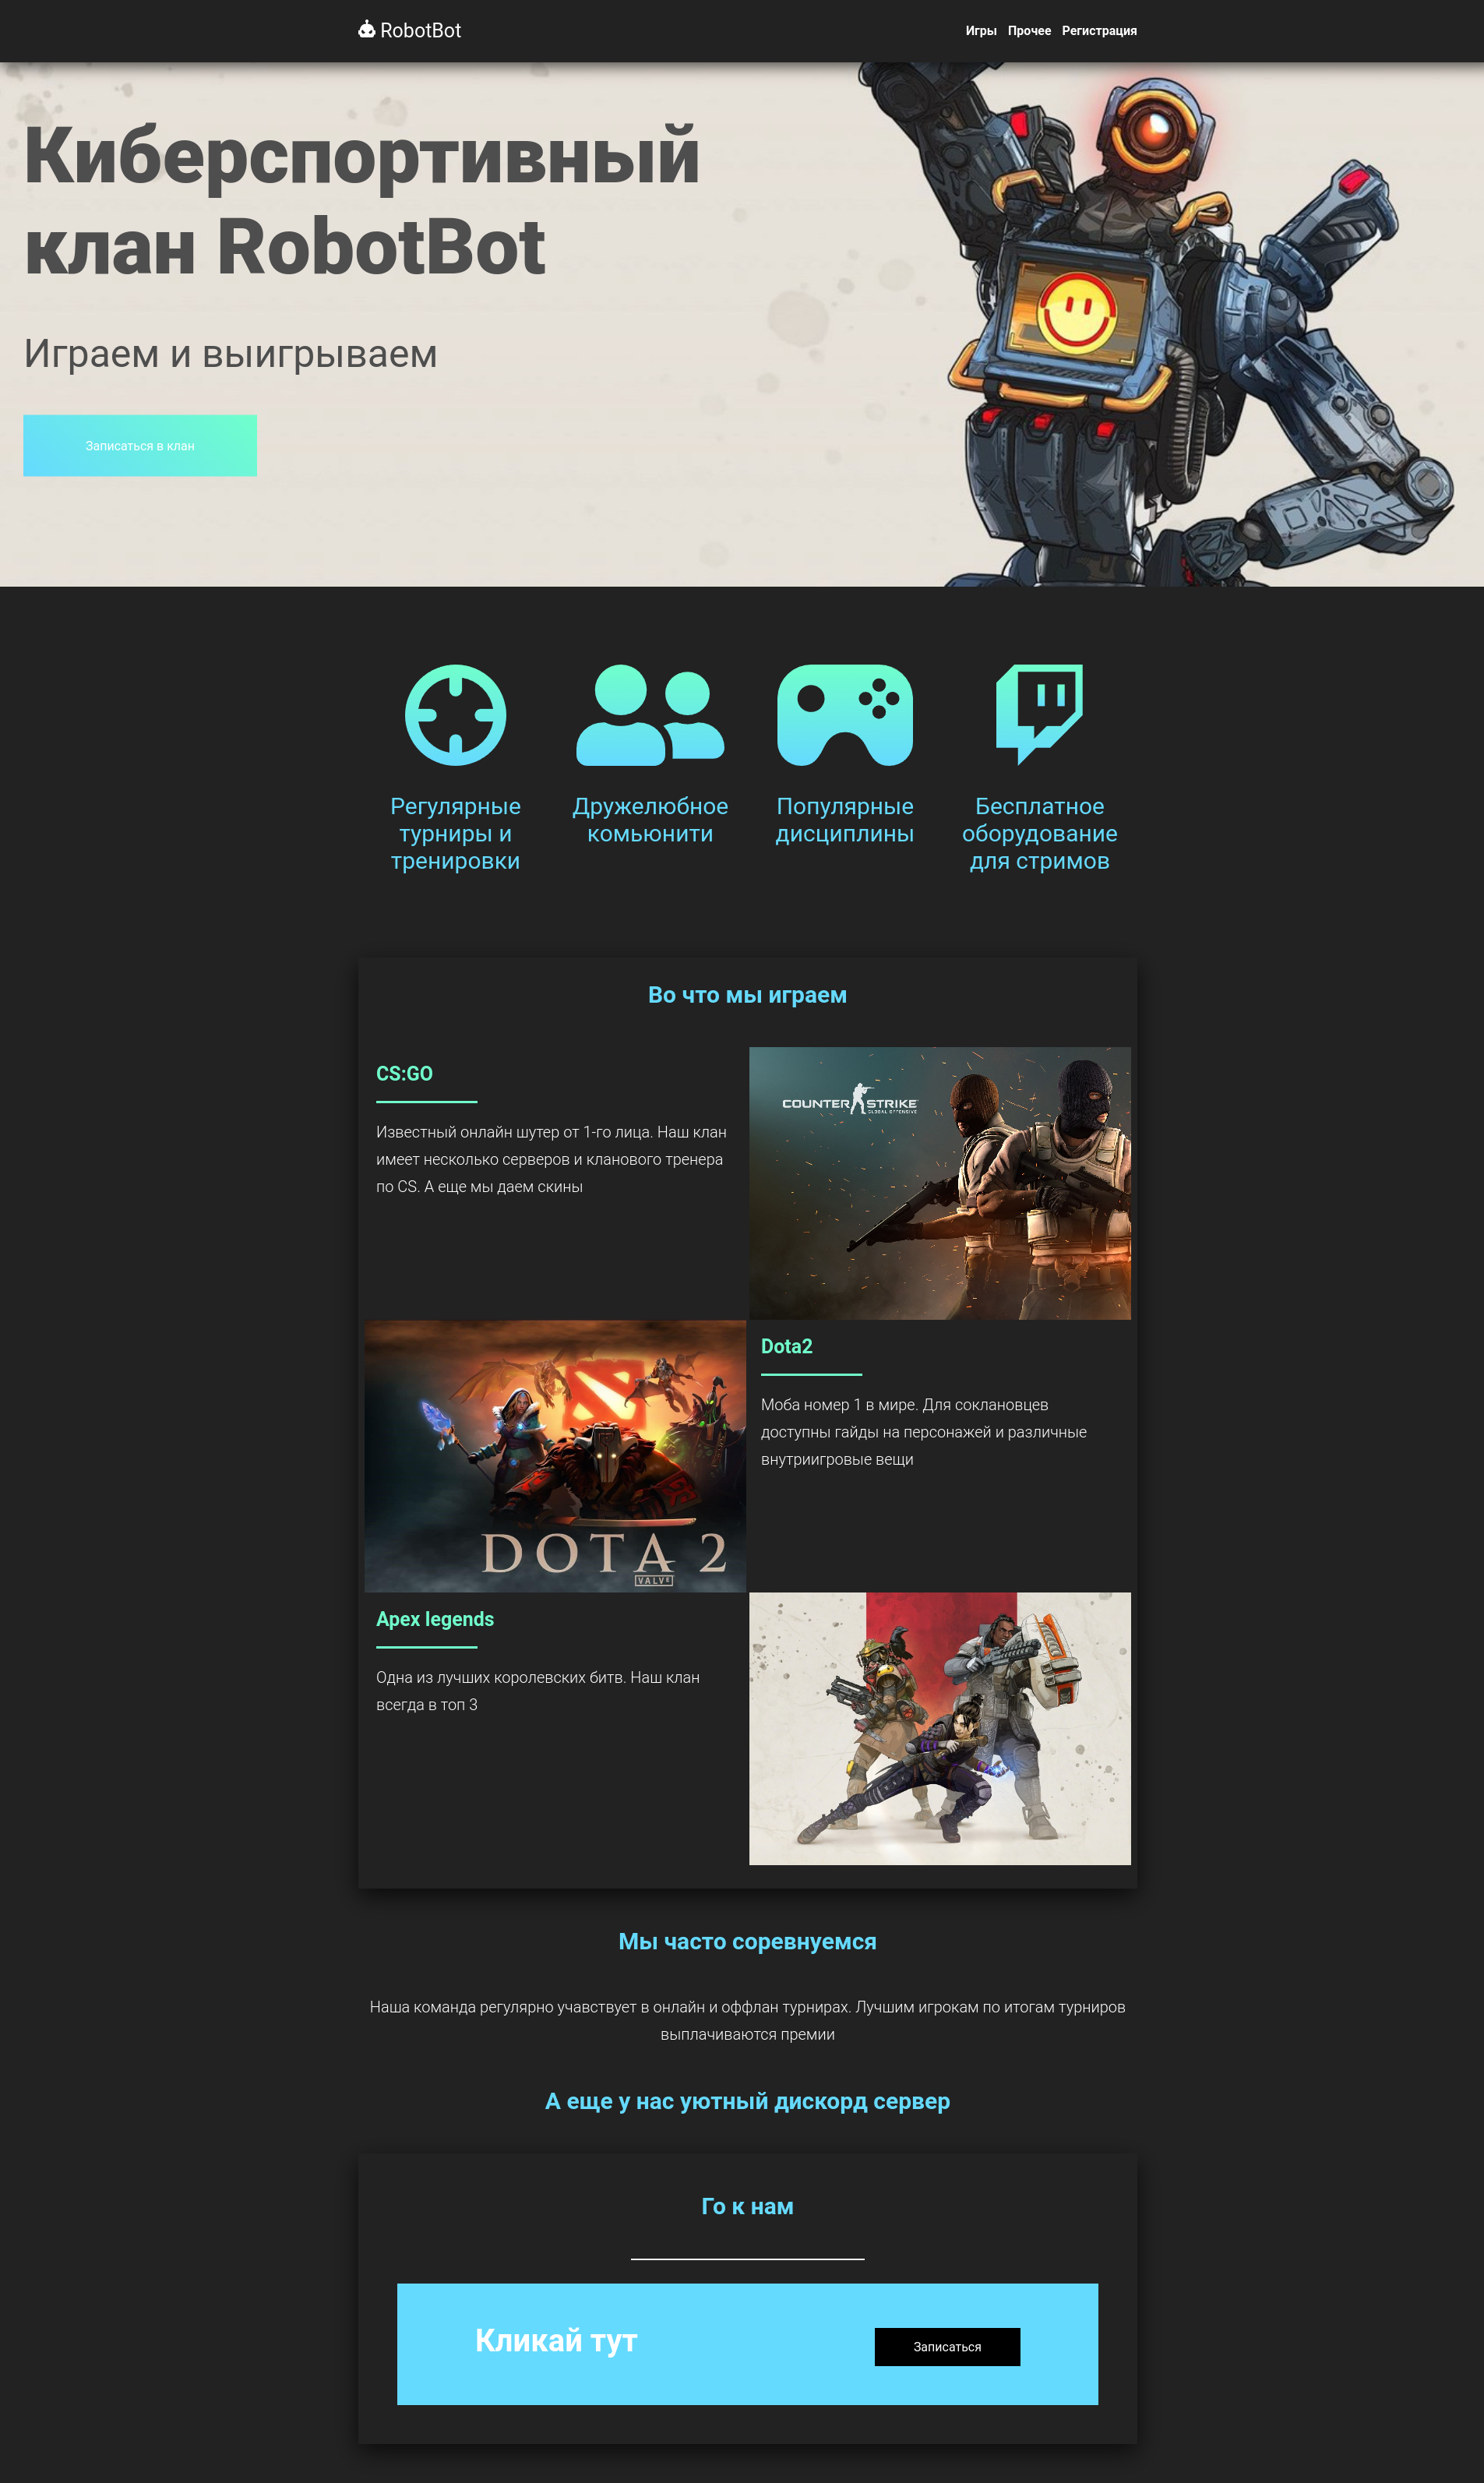 RobotBot
Игры Прочее Регистрация
Киберспортивный
клан RobotBot
Играем и выигрываем
Записаться в клан
Регулярные
турниры и
тренировки
Дружелюбное
комьюнити
Популярные
дисциплины
Бесплатное
оборудование
для стримов
Во что мы играем
CS:GO
Известный онлайн шутер от 1-го лица. Наш клан
имеет несколько серверов и кланового тренера
по CS. А еще мы даем скины
COUNTER STRIKE
GLOBAL OFFENSIVE
DOTA 2
VALVE
Dota2
Моба номер 1 в мире. Для соклановцев
доступны гайды на персонажей и различные
внутриигровые вещи
Apex legends
Одна из лучших королевских битв. Наш клан
всегда в топ 3
Мы часто соревнуемся
Наша команда регулярно учавствует в онлайн и оффлан турнирах. Лучшим игрокам по итогам турниров
выплачиваются премии
А еще у нас уютный дискорд сервер
Го к нам
Кликай тут
Записаться